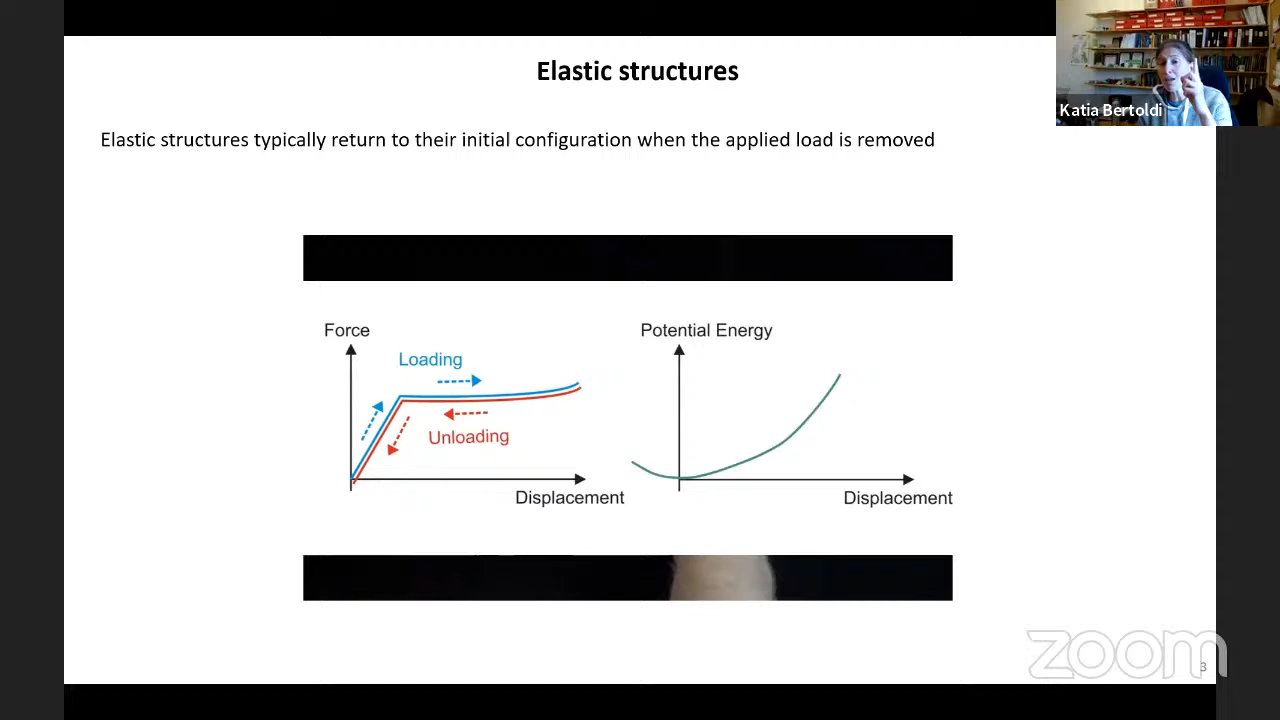 Elastic structures
Katia Bertoldi
Elastic structures typically return to their initial configuration when the applied load is removed
Force
Loading
Unloading
Displacement
Potential Energy
Displacement
zoom
3